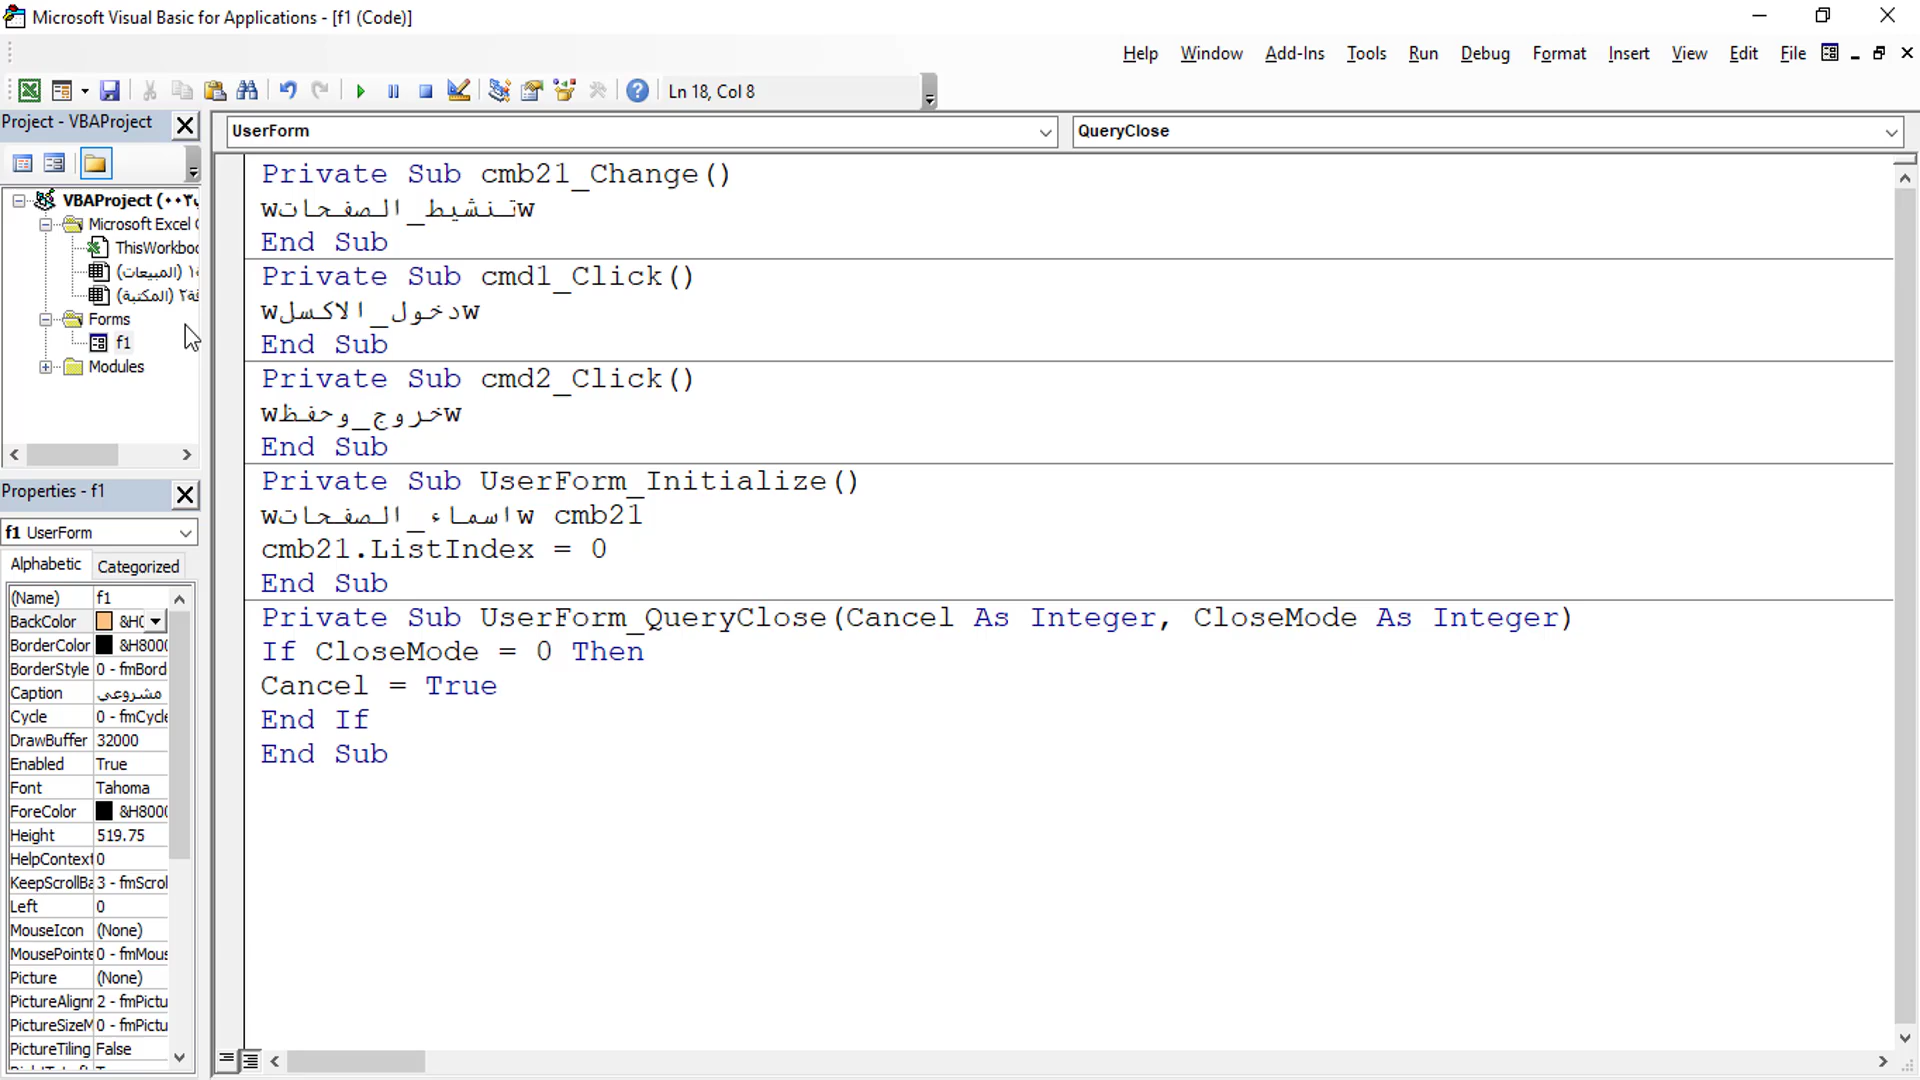 Microsoft Visual Basic for Applications - [f1 (Code)]
Help Window Add-Ins Tools Run Debug Format Insert View Edit File
Ln 18, Col 8
Project - VBAProject
UserForm
QueryClose
VBAProject (
Microsoft Excel
ThisWorkboo
(المبيعات)
(المكتبة)
Forms
f1
Modules
Private Sub cmb21_Change()
wتنشيط_الصفحاتw
End Sub
Private Sub cmd1_Click()
wدخول_الاكسلw
End Sub
Private Sub cmd2_Click()
wخروج_وحفظw
End Sub
Private Sub UserForm_Initialize()
wاسماء_الصفحاتw cmb21
cmb21.ListIndex = 0
End Sub
Private Sub UserForm_QueryClose(Cancel As Integer, CloseMode As Integer)
If CloseMode = 0 Then
Cancel = True
End If
End Sub
Properties - f1
f1 UserForm
Alphabetic Categorized
(Name) f1
BackColor &H0
BorderColor &H8000
BorderStyle 0 - fmBord
Caption مشروعي
Cycle 0 - fmCycle
DrawBuffer 32000
Enabled True
Font Tahoma
ForeColor &H8000
Height 519.75
HelpContext 0
KeepScrollBa 3 - fmScrol
Left 0
MouseIcon (None)
MousePointe 0 - fmMous
Picture (None)
PictureAlignm 2 - fmPictu
PictureSizeM 0 - fmPictu
PictureTiling False